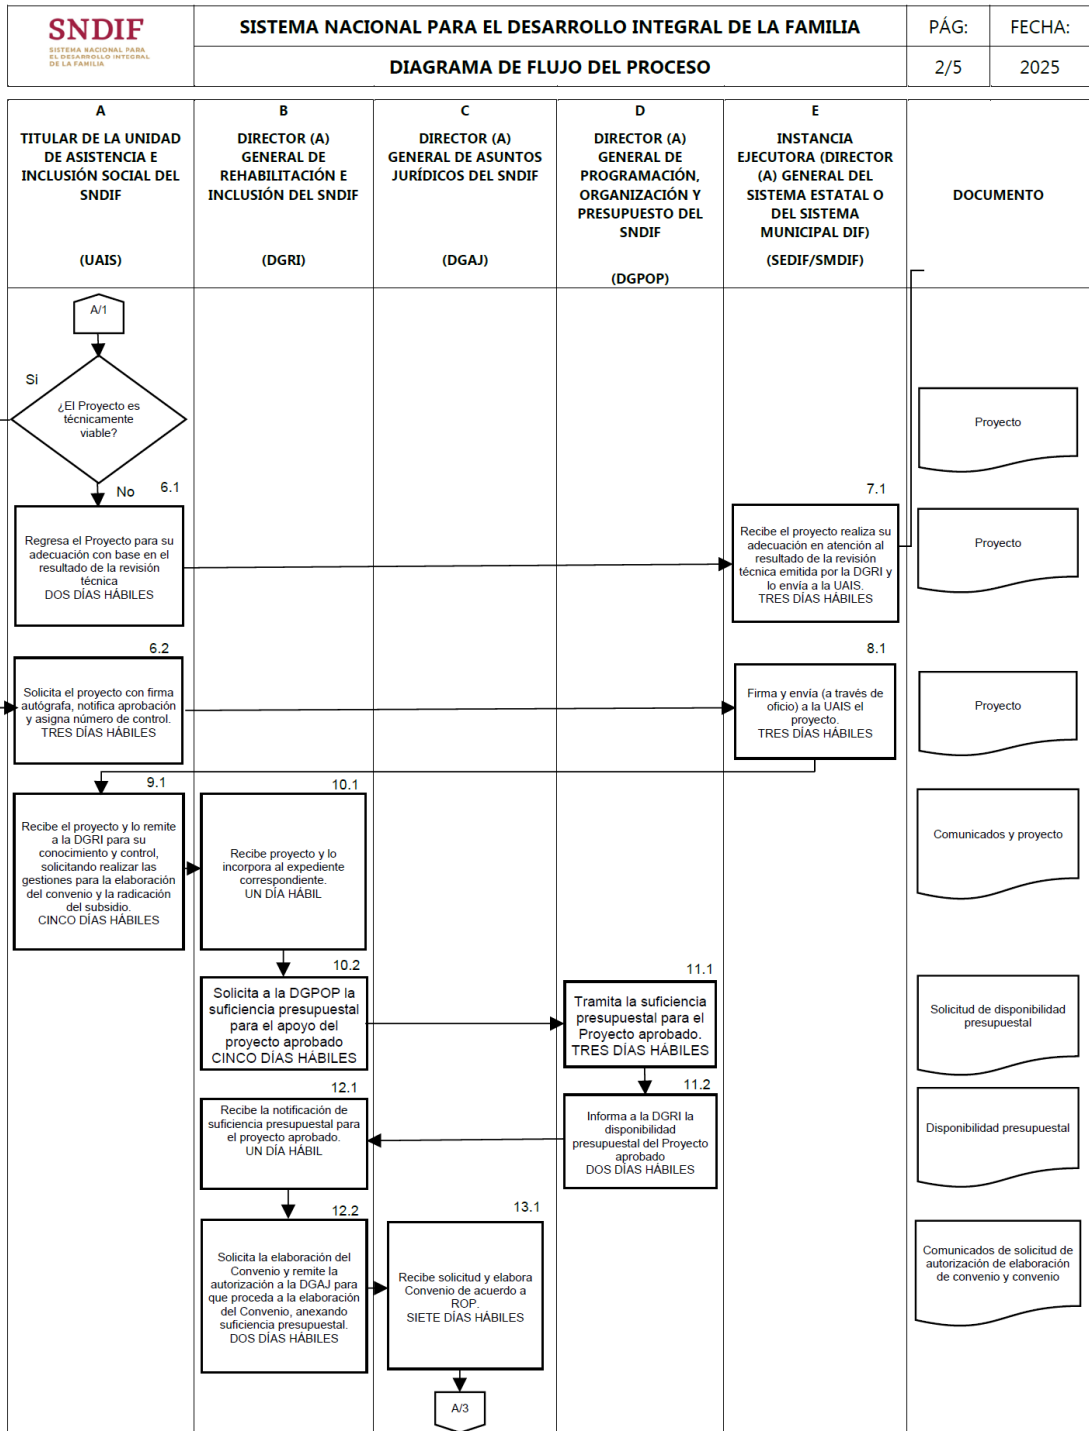 SNDIF
SISTEMA NACIONAL PARA
EL DESARROLLO INTEGRAL
DE LA FAMILIA
SISTEMA NACIONAL PARA EL DESARROLLO INTEGRAL DE LA FAMILIA
PÁG:
FECHA:
DIAGRAMA DE FLUJO DEL PROCESO
2/5
2025
A
TITULAR DE LA UNIDAD
DE ASISTENCIA E
INCLUSIÓN SOCIAL DEL
SNDIF
(UAIS)
B
DIRECTOR (A)
GENERAL DE
REHABILITACIÓN E
INCLUSIÓN DEL SNDIF
(DGRI)
C
DIRECTOR (A)
GENERAL DE ASUNTOS
JURÍDICOS DEL SNDIF
(DGAJ)
D
DIRECTOR (A)
GENERAL DE
PROGRAMACIÓN,
ORGANIZACIÓN Y
PRESUPUESTO DEL
SNDIF
(DGPOP)
E
INSTANCIA
EJECUTORA (DIRECTOR
(A) GENERAL DEL
SISTEMA ESTATAL O
DEL SISTEMA
MUNICIPAL DIF)
(SEDIF/SMDIF)
DOCUMENTO
A/1
Si
¿El Proyecto es
técnicamente
viable?
Proyecto
No
6.1
Regresa el Proyecto para su
adecuación con base en el
resultado de la revisión
técnica
DOS DÍAS HÁBILES
7.1
Recibe el proyecto realiza su
adecuación en atención al
resultado de la revisión
técnica emitida por la DGRI y
lo envía a la UAIS.
TRES DÍAS HÁBILES
Proyecto
6.2
Solicita el proyecto con firma
autógrafa, notifica aprobación
y asigna número de control.
TRES DÍAS HÁBILES
8.1
Firma y envía (a través de
oficio) a la UAIS el
proyecto.
TRES DÍAS HÁBILES
Proyecto
9.1
Recibe el proyecto y lo remite
a la DGRI para su
conocimiento y control,
solicitando realizar las
gestiones para la elaboración
del convenio y la radicación
del subsidio.
CINCO DÍAS HÁBILES
10.1
Recibe proyecto y lo
incorpora al expediente
correspondiente.
UN DÍA HÁBIL
Comunicados y proyecto
10.2
Solicita a la DGPOP la
suficiencia presupuestal
para el apoyo del
proyecto aprobado
CINCO DÍAS HÁBILES
11.1
Tramita la suficiencia
presupuestal para el
Proyecto aprobado.
TRES DÍAS HÁBILES
Solicitud de disponibilidad
presupuestal
12.1
Recibe la notificación de
suficiencia presupuestal para
el proyecto aprobado.
UN DÍA HÁBIL
11.2
Informa a la DGRI la
disponibilidad
presupuestal del Proyecto
aprobado
DOS DÍAS HÁBILES
Disponibilidad presupuestal
12.2
Solicita la elaboración del
Convenio y remite la
autorización a la DGAJ para
que proceda a la elaboración
del Convenio, anexando
suficiencia presupuestal.
DOS DÍAS HÁBILES
13.1
Recibe solicitud y elabora
Convenio de acuerdo a
ROP.
SIETE DÍAS HÁBILES
Comunicados de solicitud de
autorización de elaboración
de convenio y convenio
A/3